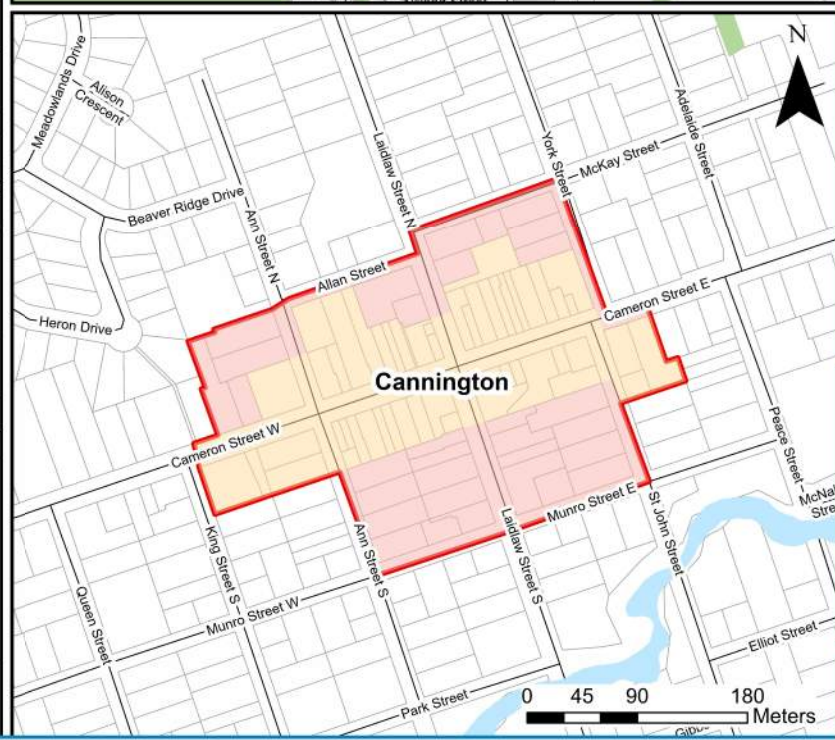 N
Meadowlands Drive
Alison
Crescent
Laidlaw Street N
York Street
Adelaide Street
McKay Street
Beaver Ridge Drive
Ann Street N
Allan Street
Heron Drive
Cameron Street E
Cannington
Cameron Street W
Peace Street
Munro Street E
King Street S
Ann Street S
Laidlaw Street S
St John Street
Queen Street
Munro Street W
Elliot Street
Park Street
0 45 90 180
Meters